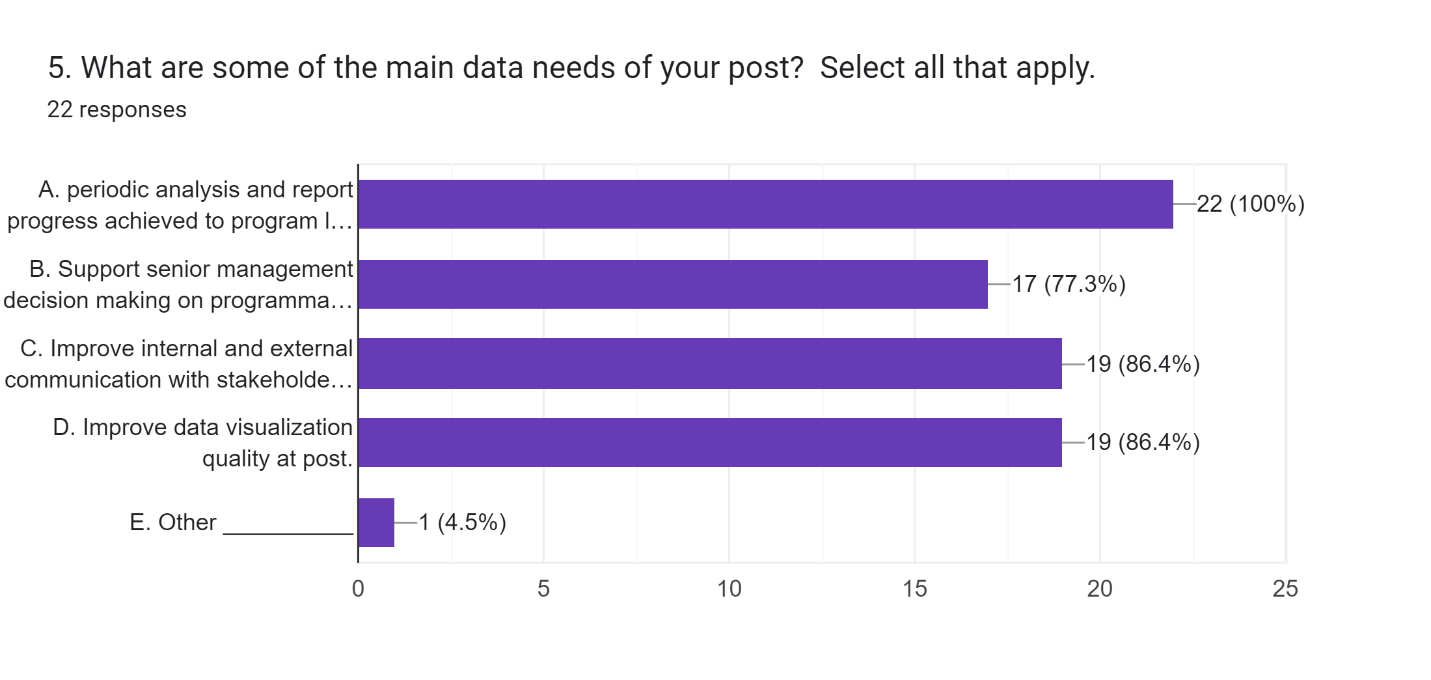 5. What are some of the main data needs of your post?  Select all that apply.
22 responses
A. periodic analysis and report
progress achieved to program l…
22 (100%)
B. Support senior management
decision making on programma…
17 (77.3%)
C. Improve internal and external
communication with stakeholde…
19 (86.4%)
D. Improve data visualization
quality at post.
19 (86.4%)
E. Other ___________
1 (4.5%)
0 5 10 15 20 25